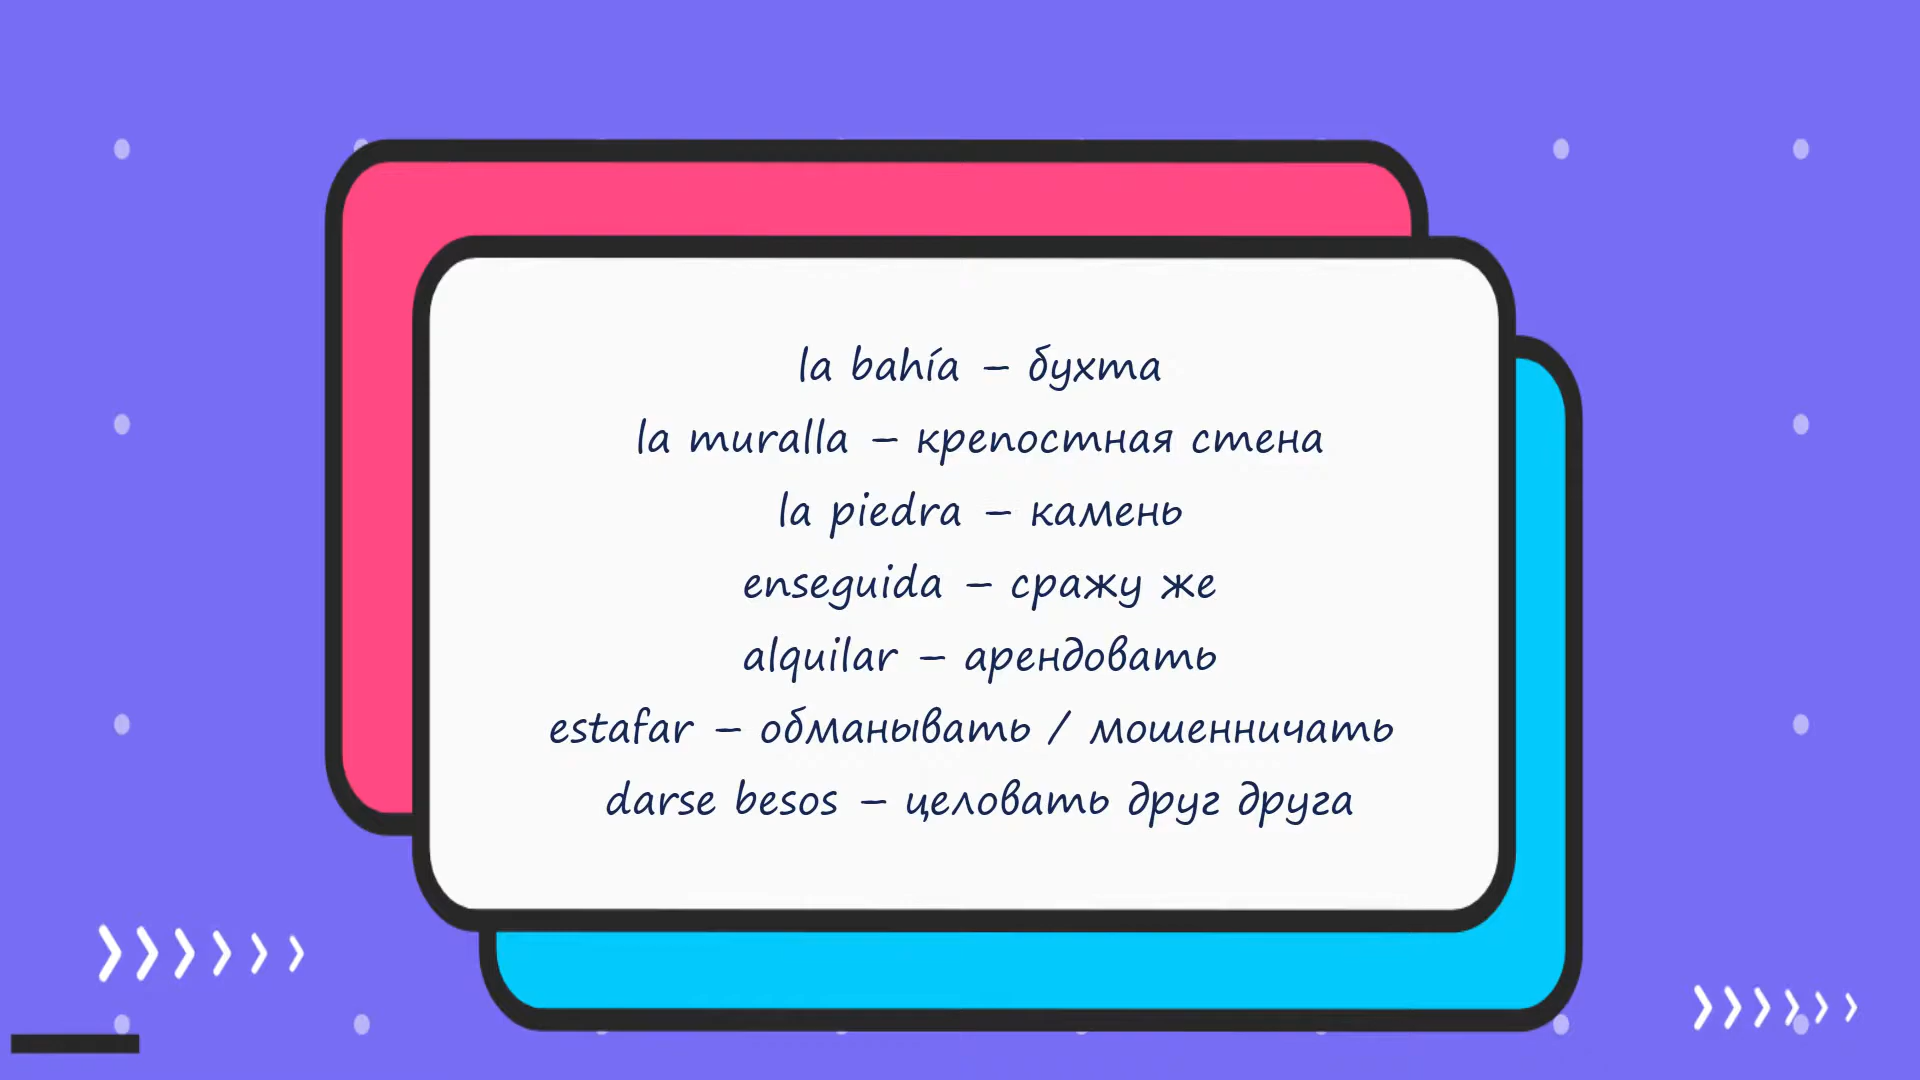 la bahía – бухта
la muralla – крепостная стена
la piedra – камень
enseguida – сражу же
alquilar – арендовать
estafar – обманывать / мошенничать
darse besos – целовать друг друга